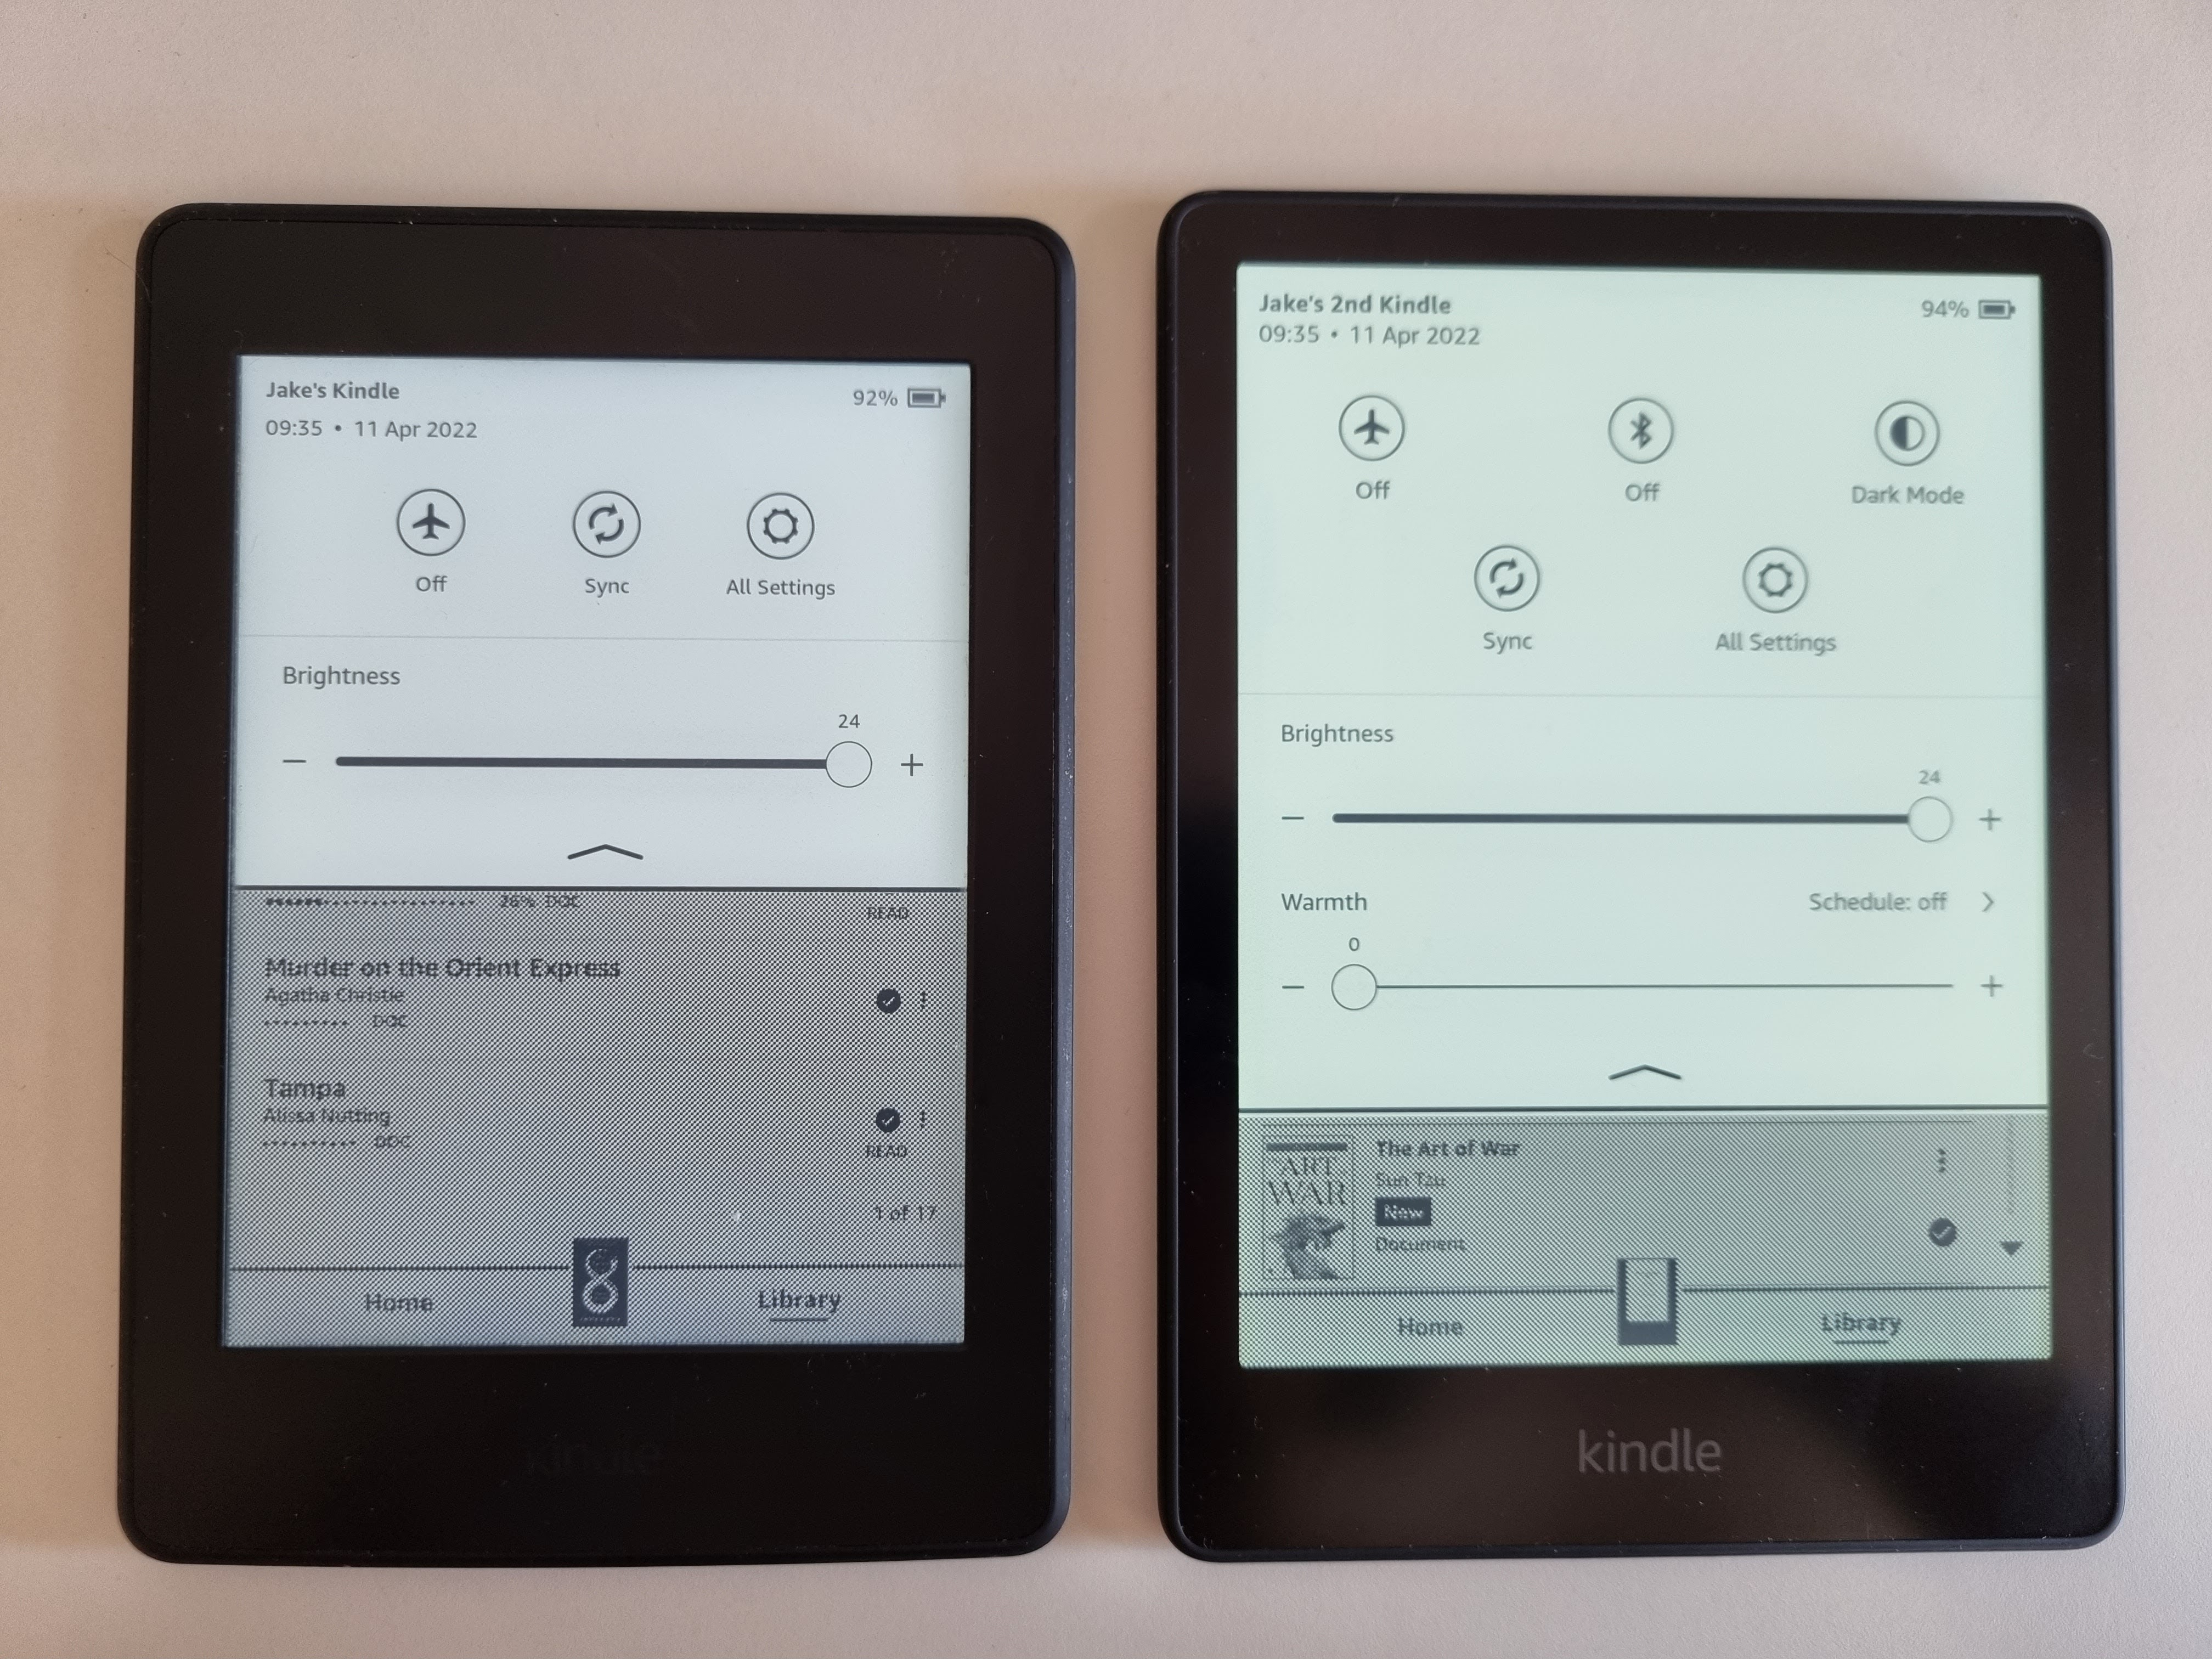 Jake's Kindle
92%
09:35 • 11 Apr 2022
Off
Sync
All Settings
Brightness
24
26% DOC
READ
Murder on the Orient Express
Agatha Christie
DOC
Tampa
Alissa Nutting
DOC
READ
1 of 17
8
Home
Library
kindle
Jake's 2nd Kindle
94%
09:35 • 11 Apr 2022
Off
Off
Dark Mode
Sync
All Settings
Brightness
24
Warmth
Schedule: off
0
ART
WAR
The Art of War
Sun Tzu
New
Document
Home
Library
kindle